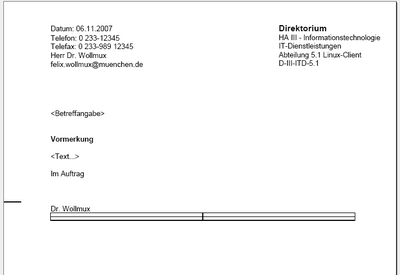 Datum: 06.11.2007
Telefon: 0 233-12345
Telefax: 0 233-989 12345
Herr Dr. Wollmux
felix.wollmux@muenchen.de
Direktorium
HA III - Informationstechnologie
IT-Dienstleistungen
Abteilung 5.1 Linux-Client
D-III-ITD-5.1
<Betreffangabe>
Vormerkung
<Text...>
Im Auftrag
Dr. Wollmux